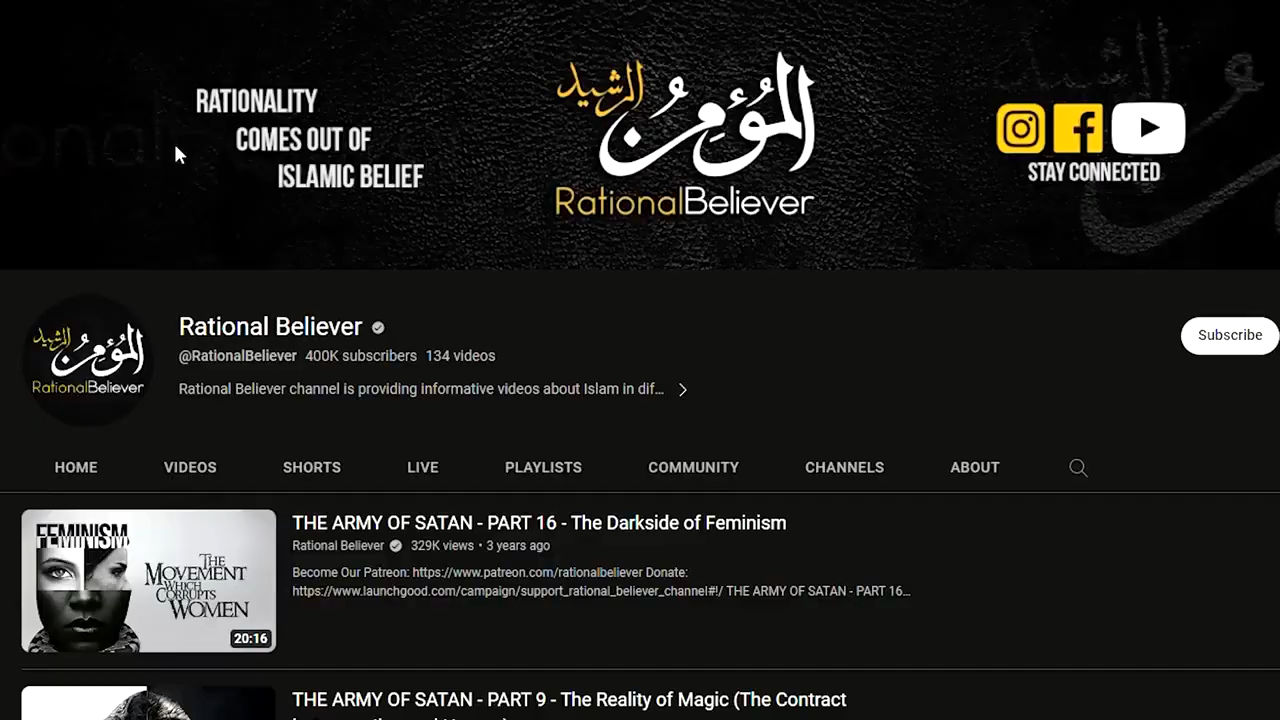 RATIONALITY
COMES OUT OF
ISLAMIC BELIEF
المؤمن
الرشيد
RationalBeliever
STAY CONNECTED
المؤمن الرشيد
RationalBeliever
Rational Believer
@RationalBeliever 400K subscribers 134 videos
Rational Believer channel is providing informative videos about Islam in dif...
Subscribe
HOME VIDEOS SHORTS LIVE PLAYLISTS COMMUNITY CHANNELS ABOUT
FEMINISM
THE
MOVEMENT
WHICH
CORRUPTS
WOMEN
20:16
THE ARMY OF SATAN - PART 16 - The Darkside of Feminism
Rational Believer 329K views • 3 years ago
Become Our Patreon: https://www.patreon.com/rationalbeliever Donate:
https://www.launchgood.com/campaign/support_rational_believer_channel#!/ THE ARMY OF SATAN - PART 16...
THE ARMY OF SATAN - PART 9 - The Reality of Magic (The Contract